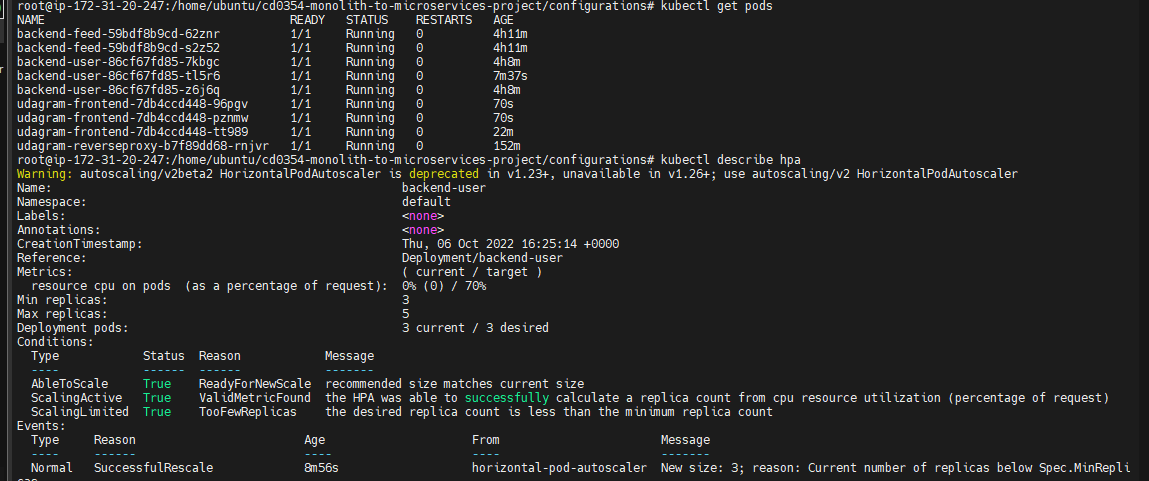 root@ip-172-31-20-247:/home/ubuntu/cd0354-monolith-to-microservices-project/configurations# kubectl get pods
NAME READY STATUS RESTARTS AGE
backend-feed-59bdf8b9cd-62znr 1/1 Running 0 4h11m
backend-feed-59bdf8b9cd-s2z52 1/1 Running 0 4h11m
backend-user-86cf67fd85-7kbgc 1/1 Running 0 4h8m
backend-user-86cf67fd85-tl5r6 1/1 Running 0 7m37s
backend-user-86cf67fd85-z6j6q 1/1 Running 0 4h8m
udagram-frontend-7db4ccd448-96pgv 1/1 Running 0 70s
udagram-frontend-7db4ccd448-pznmw 1/1 Running 0 70s
udagram-frontend-7db4ccd448-tt989 1/1 Running 0 22m
udagram-reverseproxy-b7f89dd68-rnjvr 1/1 Running 0 152m
root@ip-172-31-20-247:/home/ubuntu/cd0354-monolith-to-microservices-project/configurations# kubectl describe hpa
Warning: autoscaling/v2beta2 HorizontalPodAutoscaler is deprecated in v1.23+, unavailable in v1.26+; use autoscaling/v2 HorizontalPodAutoscaler
Name: backend-user
Namespace: default
Labels: <none>
Annotations: <none>
CreationTimestamp: Thu, 06 Oct 2022 16:25:14 +0000
Reference: Deployment/backend-user
Metrics: ( current / target )
resource cpu on pods (as a percentage of request): 0% (0) / 70%
Min replicas: 3
Max replicas: 5
Deployment pods: 3 current / 3 desired
Conditions:
Type Status Reason Message
---- ------ ------ -------
AbleToScale True ReadyForNewScale recommended size matches current size
ScalingActive True ValidMetricFound the HPA was able to successfully calculate a replica count from cpu resource utilization (percentage of request)
ScalingLimited True TooFewReplicas the desired replica count is less than the minimum replica count
Events:
Type Reason Age From Message
---- ------ ---- ---- -------
Normal SuccessfulRescale 8m56s horizontal-pod-autoscaler New size: 3; reason: Current number of replicas below Spec.MinRepli